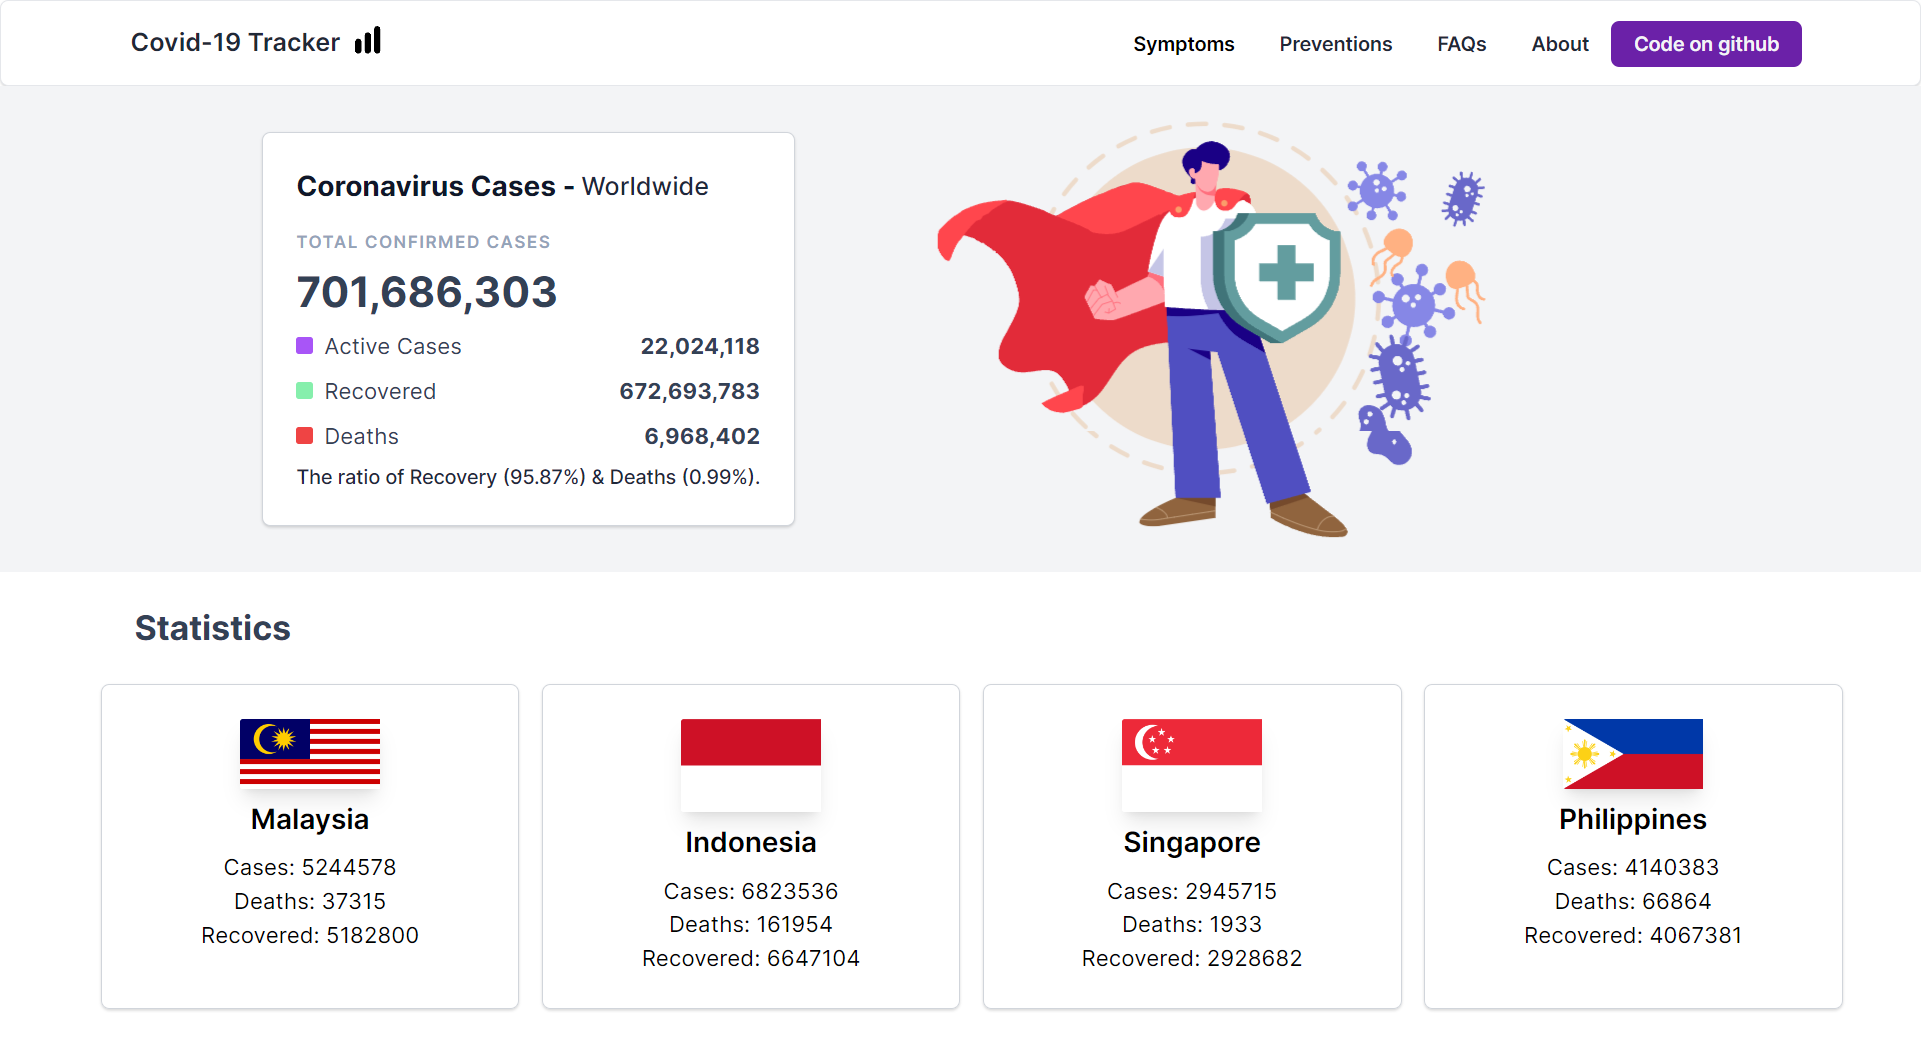 Covid-19 Tracker
Symptoms
Preventions
FAQs
About
Code on github
Coronavirus Cases - Worldwide
TOTAL CONFIRMED CASES
701,686,303
Active Cases 22,024,118
Recovered 672,693,783
Deaths 6,968,402
The ratio of Recovery (95.87%) & Deaths (0.99%).
Statistics
Malaysia
Cases: 5244578
Deaths: 37315
Recovered: 5182800
Indonesia
Cases: 6823536
Deaths: 161954
Recovered: 6647104
Singapore
Cases: 2945715
Deaths: 1933
Recovered: 2928682
Philippines
Cases: 4140383
Deaths: 66864
Recovered: 4067381